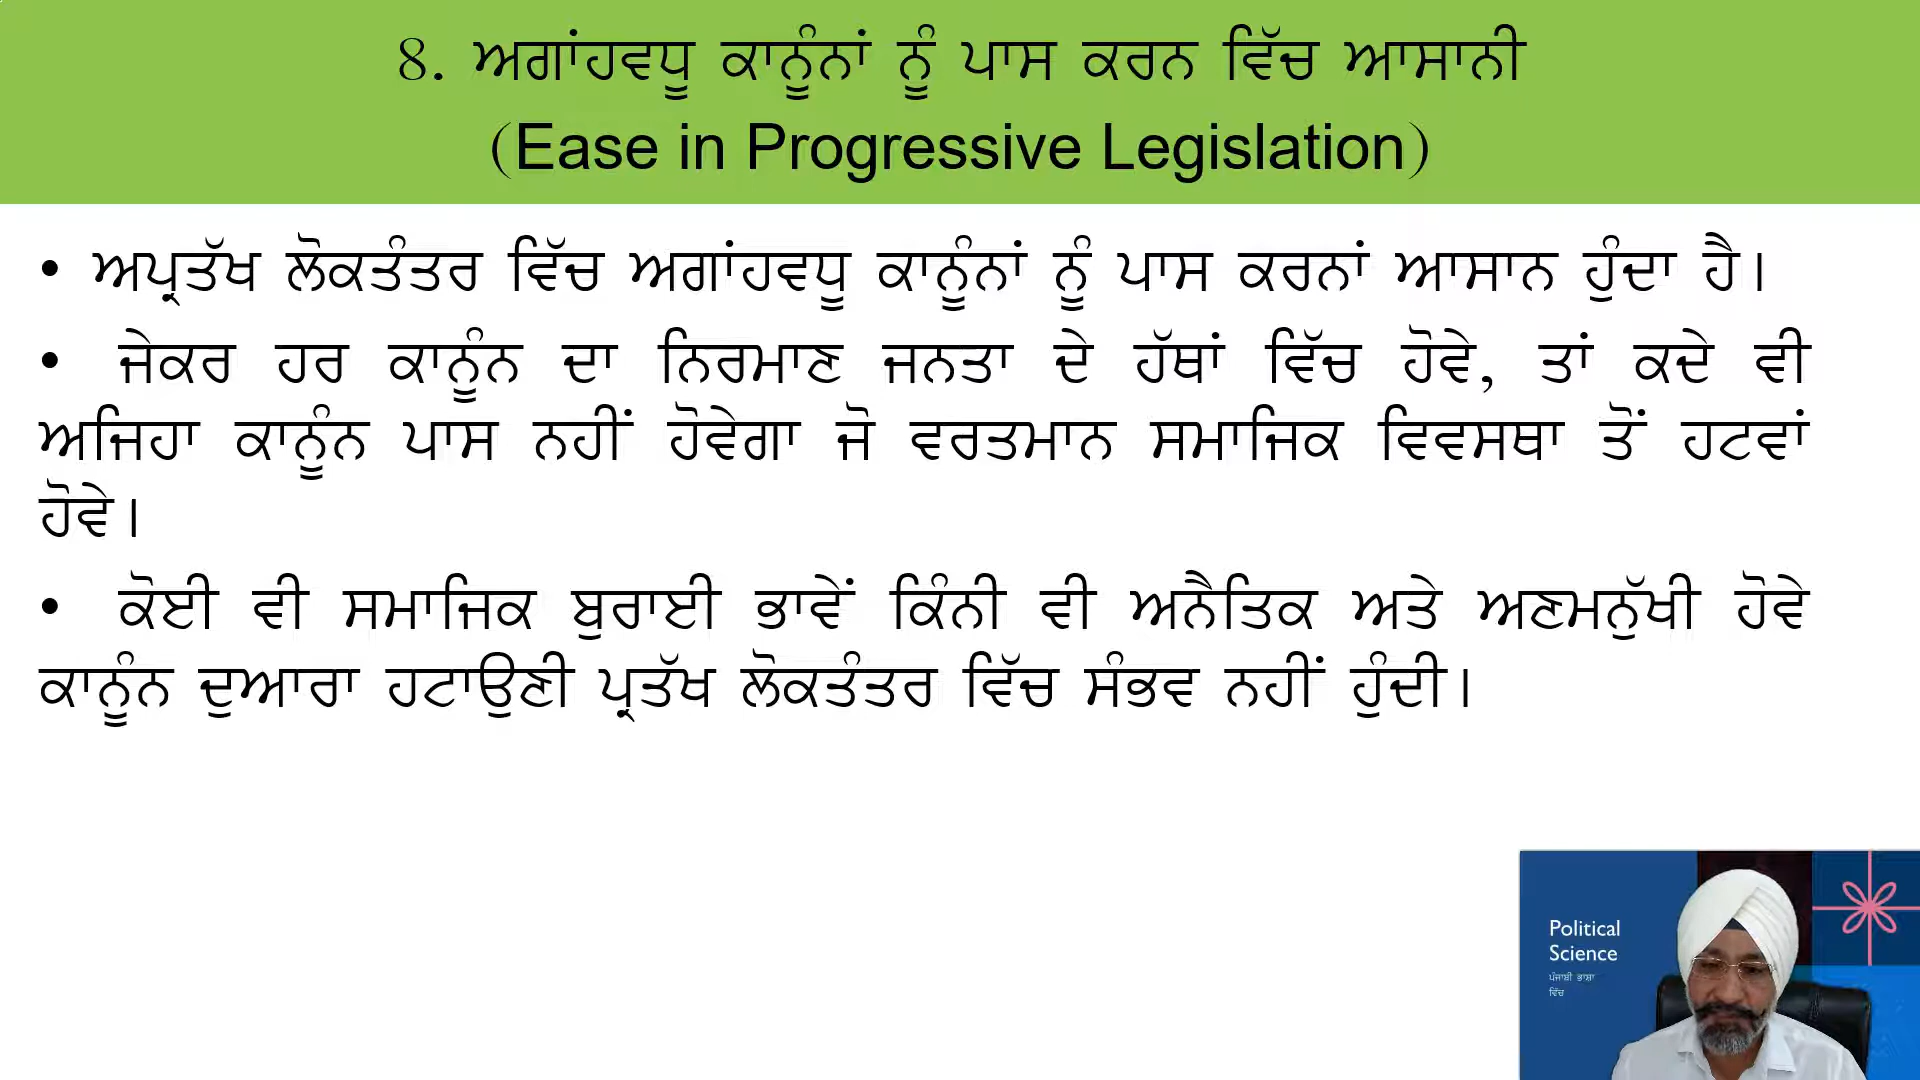 8. ਅਗਾਂਹਵਧੂ ਕਾਨੂੰਨਾਂ ਨੂੰ ਪਾਸ ਕਰਨ ਵਿੱਚ ਆਸਾਨੀ
(Ease in Progressive Legislation)
• ਅਪ੍ਰਤੱਖ ਲੋਕਤੰਤਰ ਵਿੱਚ ਅਗਾਂਹਵਧੂ ਕਾਨੂੰਨਾਂ ਨੂੰ ਪਾਸ ਕਰਨਾਂ ਆਸਾਨ ਹੁੰਦਾ ਹੈ।
• ਜੇਕਰ ਹਰ ਕਾਨੂੰਨ ਦਾ ਨਿਰਮਾਣ ਜਨਤਾ ਦੇ ਹੱਥਾਂ ਵਿੱਚ ਹੋਵੇ, ਤਾਂ ਕਦੇ ਵੀ
ਅਜਿਹਾ ਕਾਨੂੰਨ ਪਾਸ ਨਹੀਂ ਹੋਵੇਗਾ ਜੋ ਵਰਤਮਾਨ ਸਮਾਜਿਕ ਵਿਵਸਥਾ ਤੋਂ ਹਟਵਾਂ
ਹੋਵੇ।
• ਕੋਈ ਵੀ ਸਮਾਜਿਕ ਬੁਰਾਈ ਭਾਵੇਂ ਕਿੰਨੀ ਵੀ ਅਨੈਤਿਕ ਅਤੇ ਅਣਮਨੁੱਖੀ ਹੋਵੇ
ਕਾਨੂੰਨ ਦੁਆਰਾ ਹਟਾਉਣੀ ਪ੍ਰਤੱਖ ਲੋਕਤੰਤਰ ਵਿੱਚ ਸੰਭਵ ਨਹੀਂ ਹੁੰਦੀ।
Political
Science
ਪੰਜਾਬੀ ਭਾਸ਼ਾ
ਵਿੱਚ